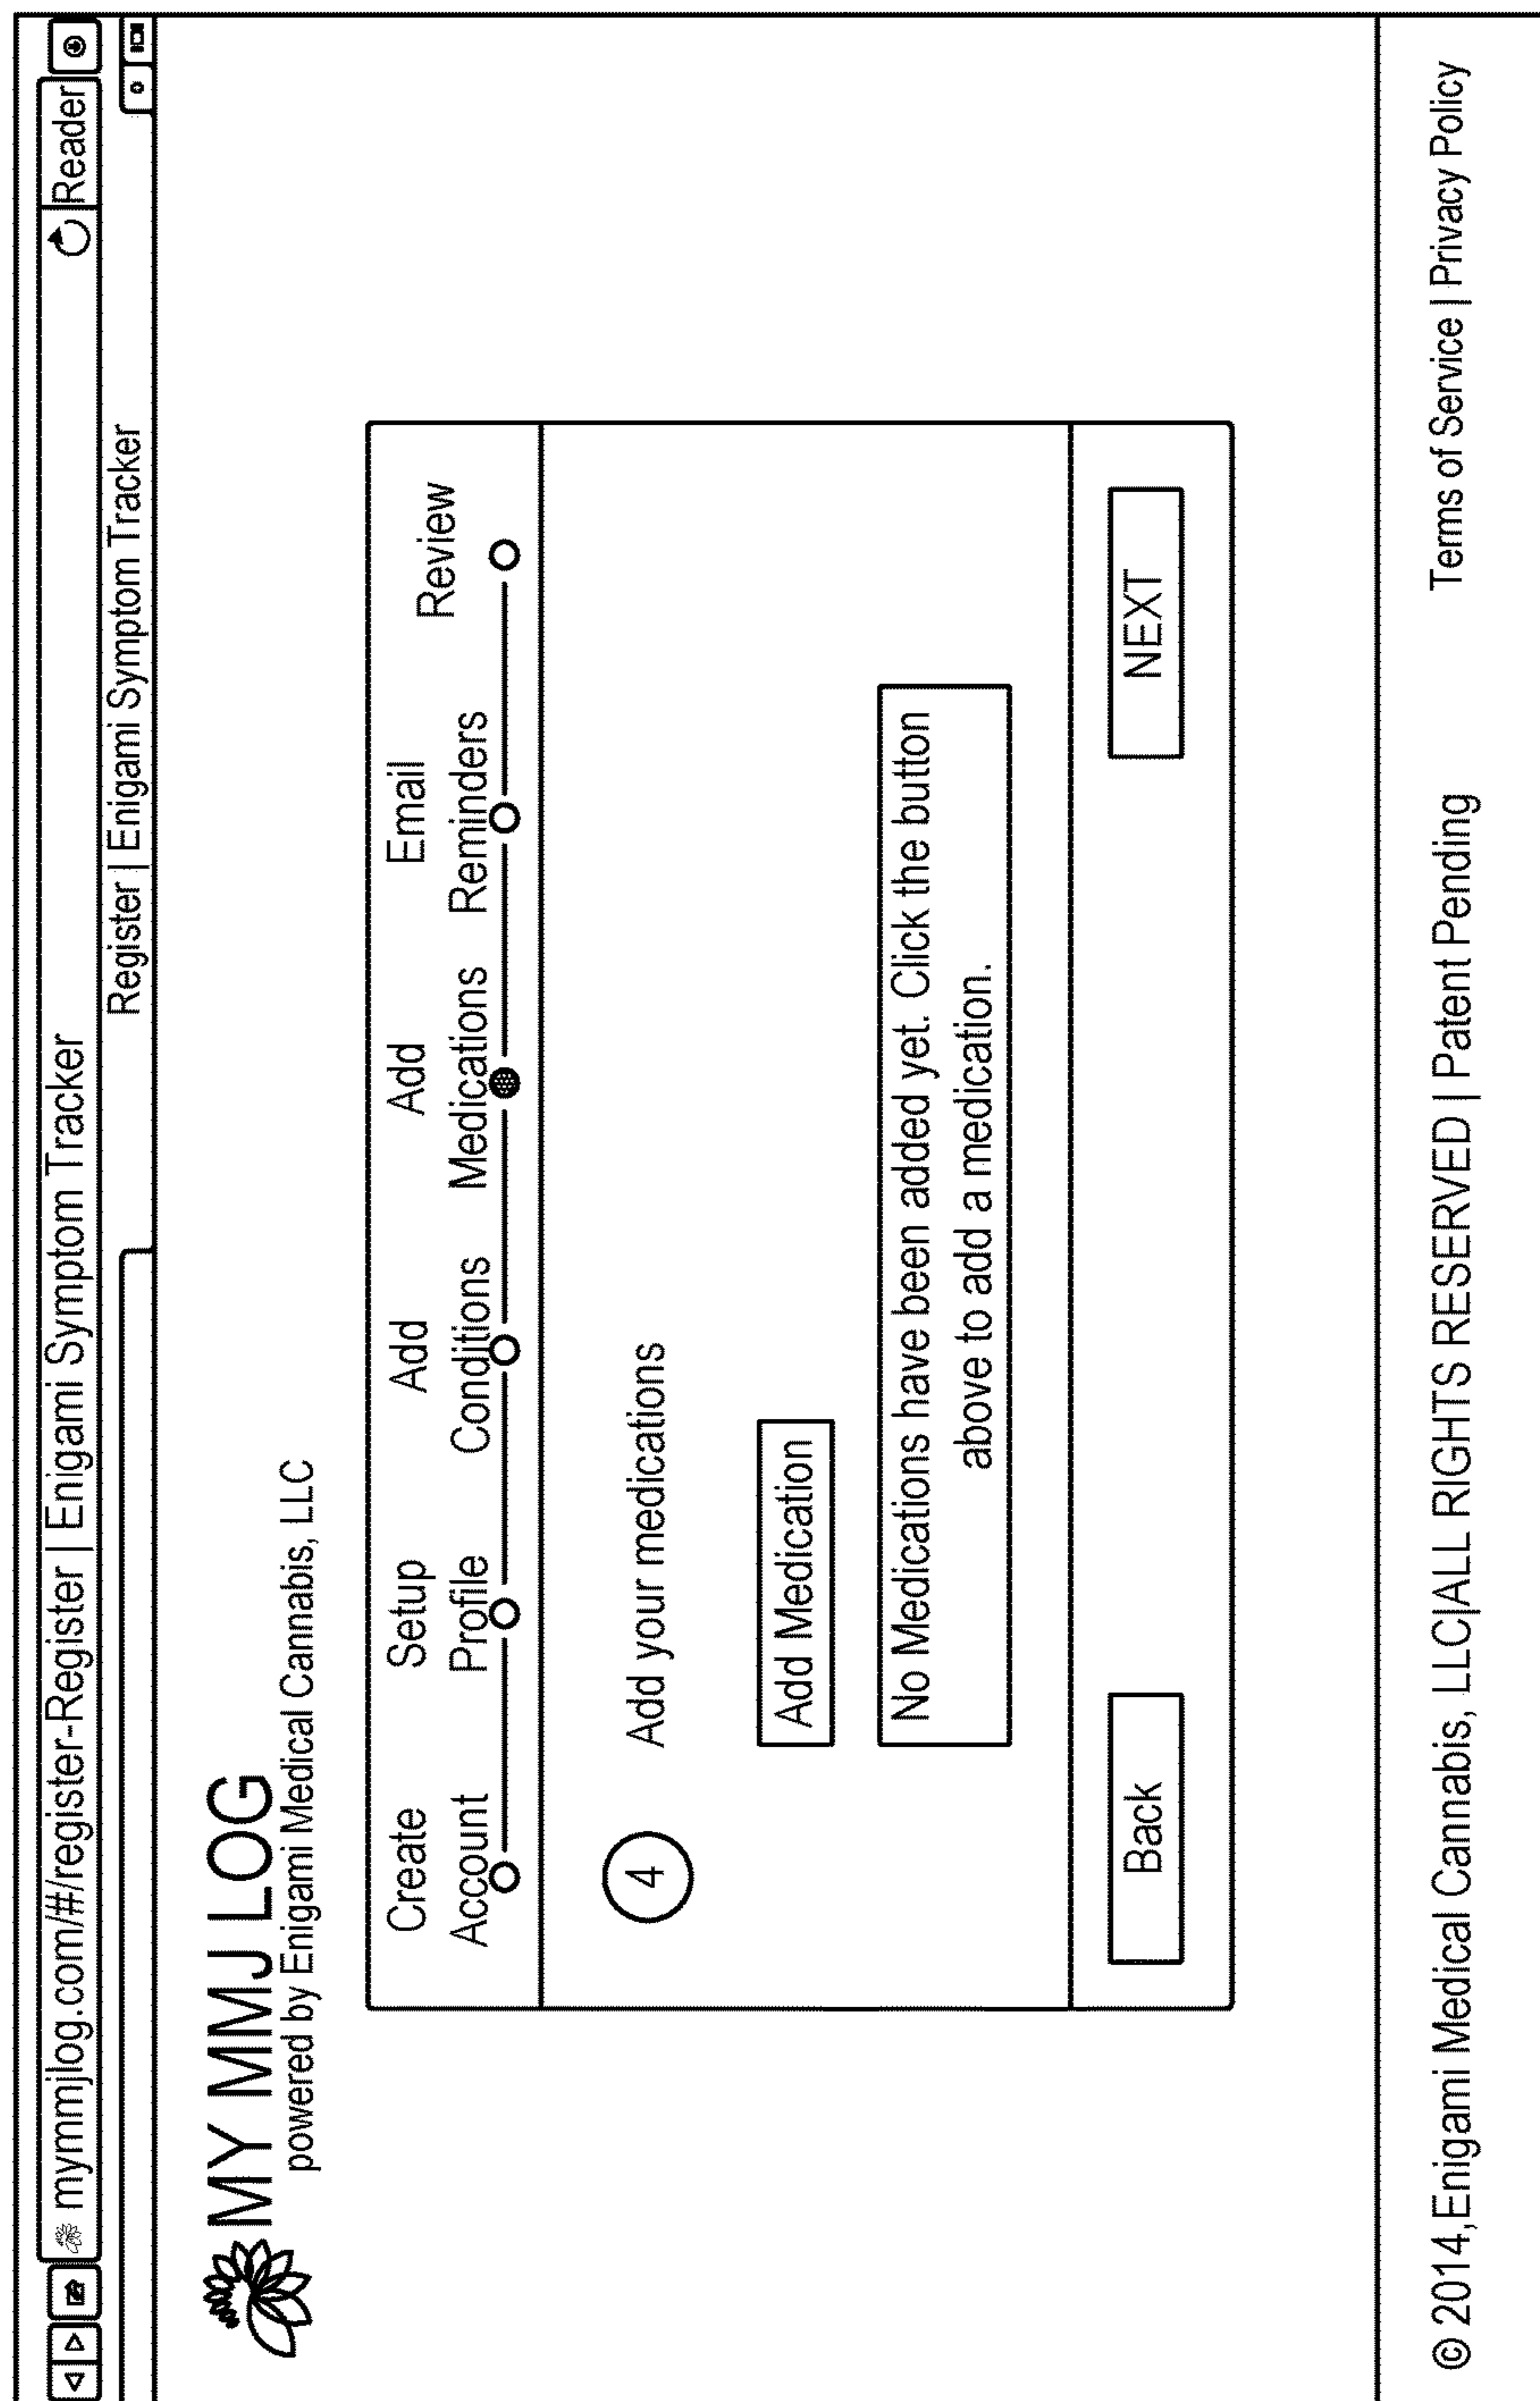 mymmjlog.com/#/register-Register | Enigami Symptom Tracker Reader
Register | Enigami Symptom Tracker
MY MMJ LOG
powered by Enigami Medical Cannabis, LLC
Create Account
Setup Profile
Add Conditions
Add Medications
Email Reminders
Review
4 Add your medications
Add Medication
No Medications have been added yet. Click the button
above to add a medication.
Back NEXT
© 2014,Enigami Medical Cannabis, LLC|ALL RIGHTS RESERVED | Patent Pending Terms of Service | Privacy Policy